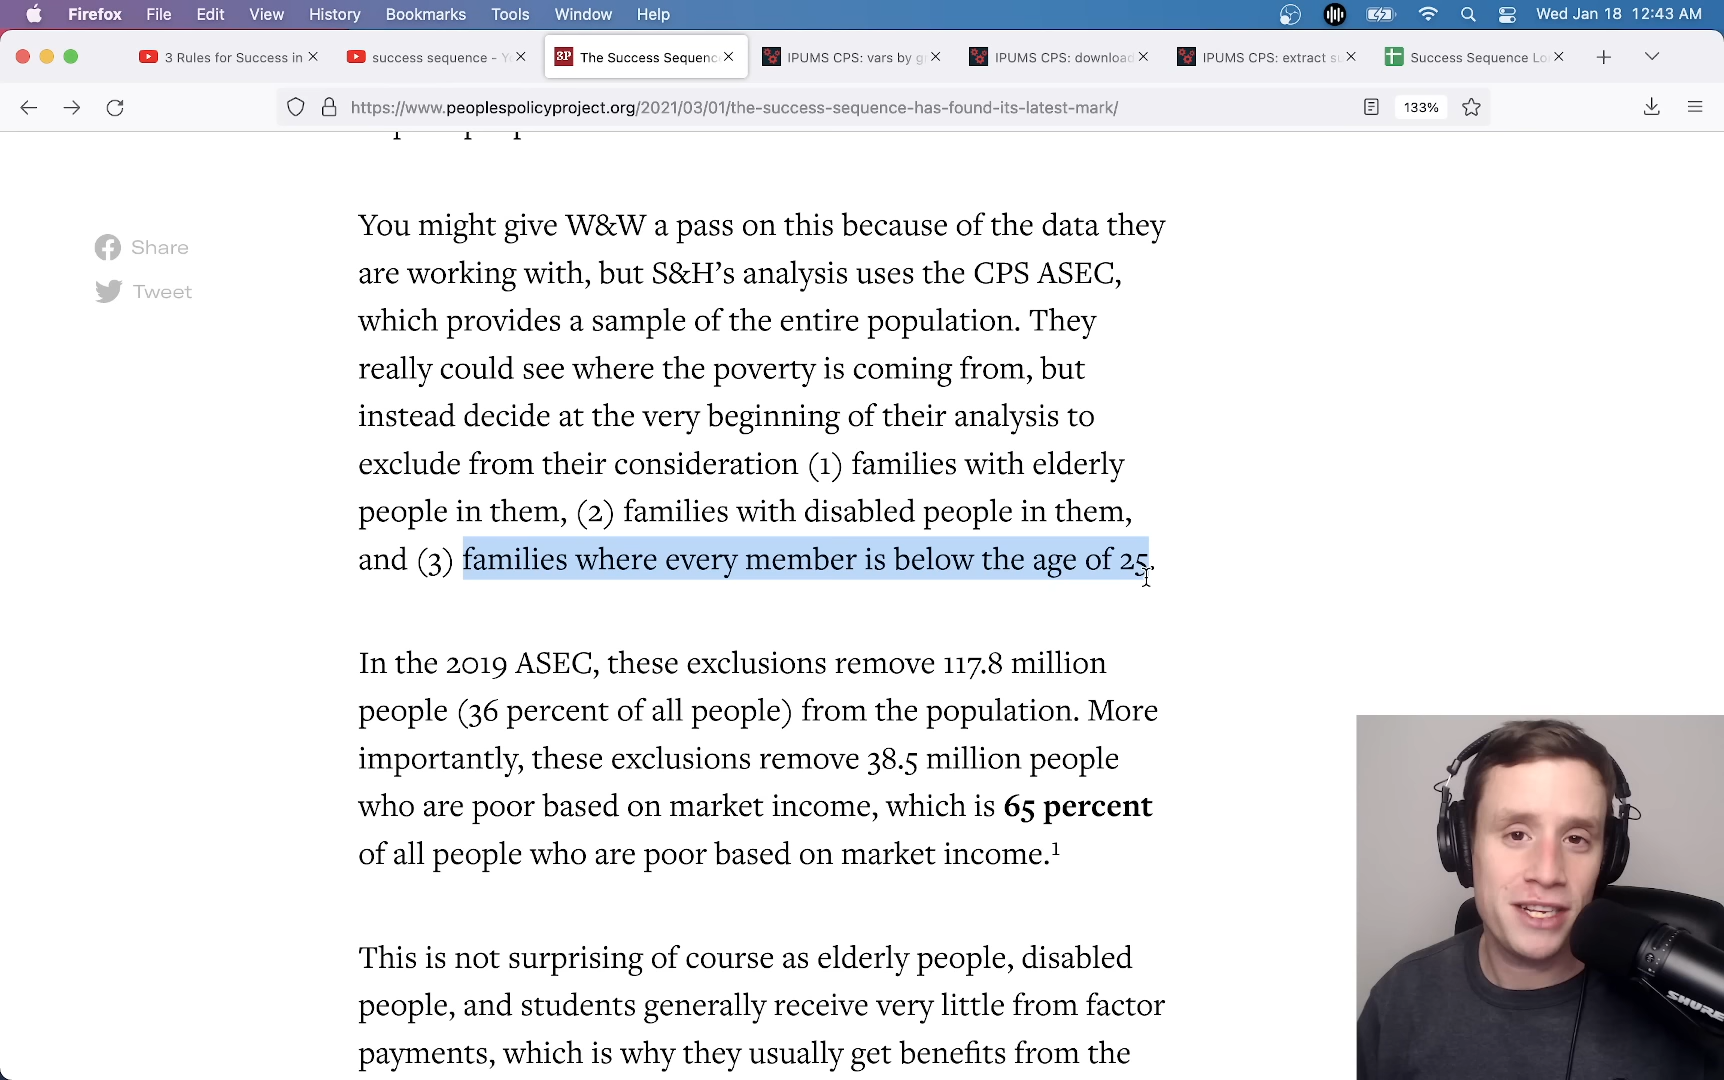 Firefox File Edit View History Bookmarks Tools Window Help Wed Jan 18 12:43 AM
3 Rules for Success in success sequence - Y The Success Sequenc IPUMS CPS: vars by gr IPUMS CPS: download IPUMS CPS: extract su Success Sequence Lo
https://www.peoplespolicyproject.org/2021/03/01/the-success-sequence-has-found-its-latest-mark/ 133%
You might give W&W a pass on this because of the data they
are working with, but S&H’s analysis uses the CPS ASEC,
which provides a sample of the entire population. They
really could see where the poverty is coming from, but
instead decide at the very beginning of their analysis to
exclude from their consideration (1) families with elderly
people in them, (2) families with disabled people in them,
and (3) families where every member is below the age of 25.
Share
Tweet
In the 2019 ASEC, these exclusions remove 117.8 million
people (36 percent of all people) from the population. More
importantly, these exclusions remove 38.5 million people
who are poor based on market income, which is 65 percent
of all people who are poor based on market income.¹
This is not surprising of course as elderly people, disabled
people, and students generally receive very little from factor
payments, which is why they usually get benefits from the
SHURE